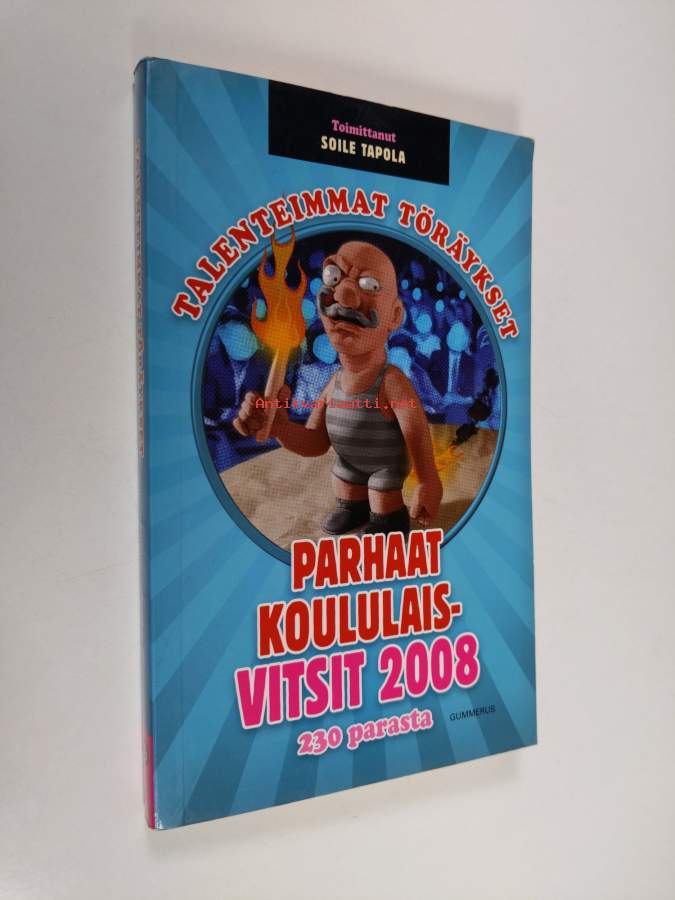 Toimittanut
SOILE TAPOLA
TALENTEIMMAT TÖRÄYKSET
Antikvariaatti.net
PARHAAT
KOULULAIS-
VITSIT 2008
230 parasta
GUMMERUS